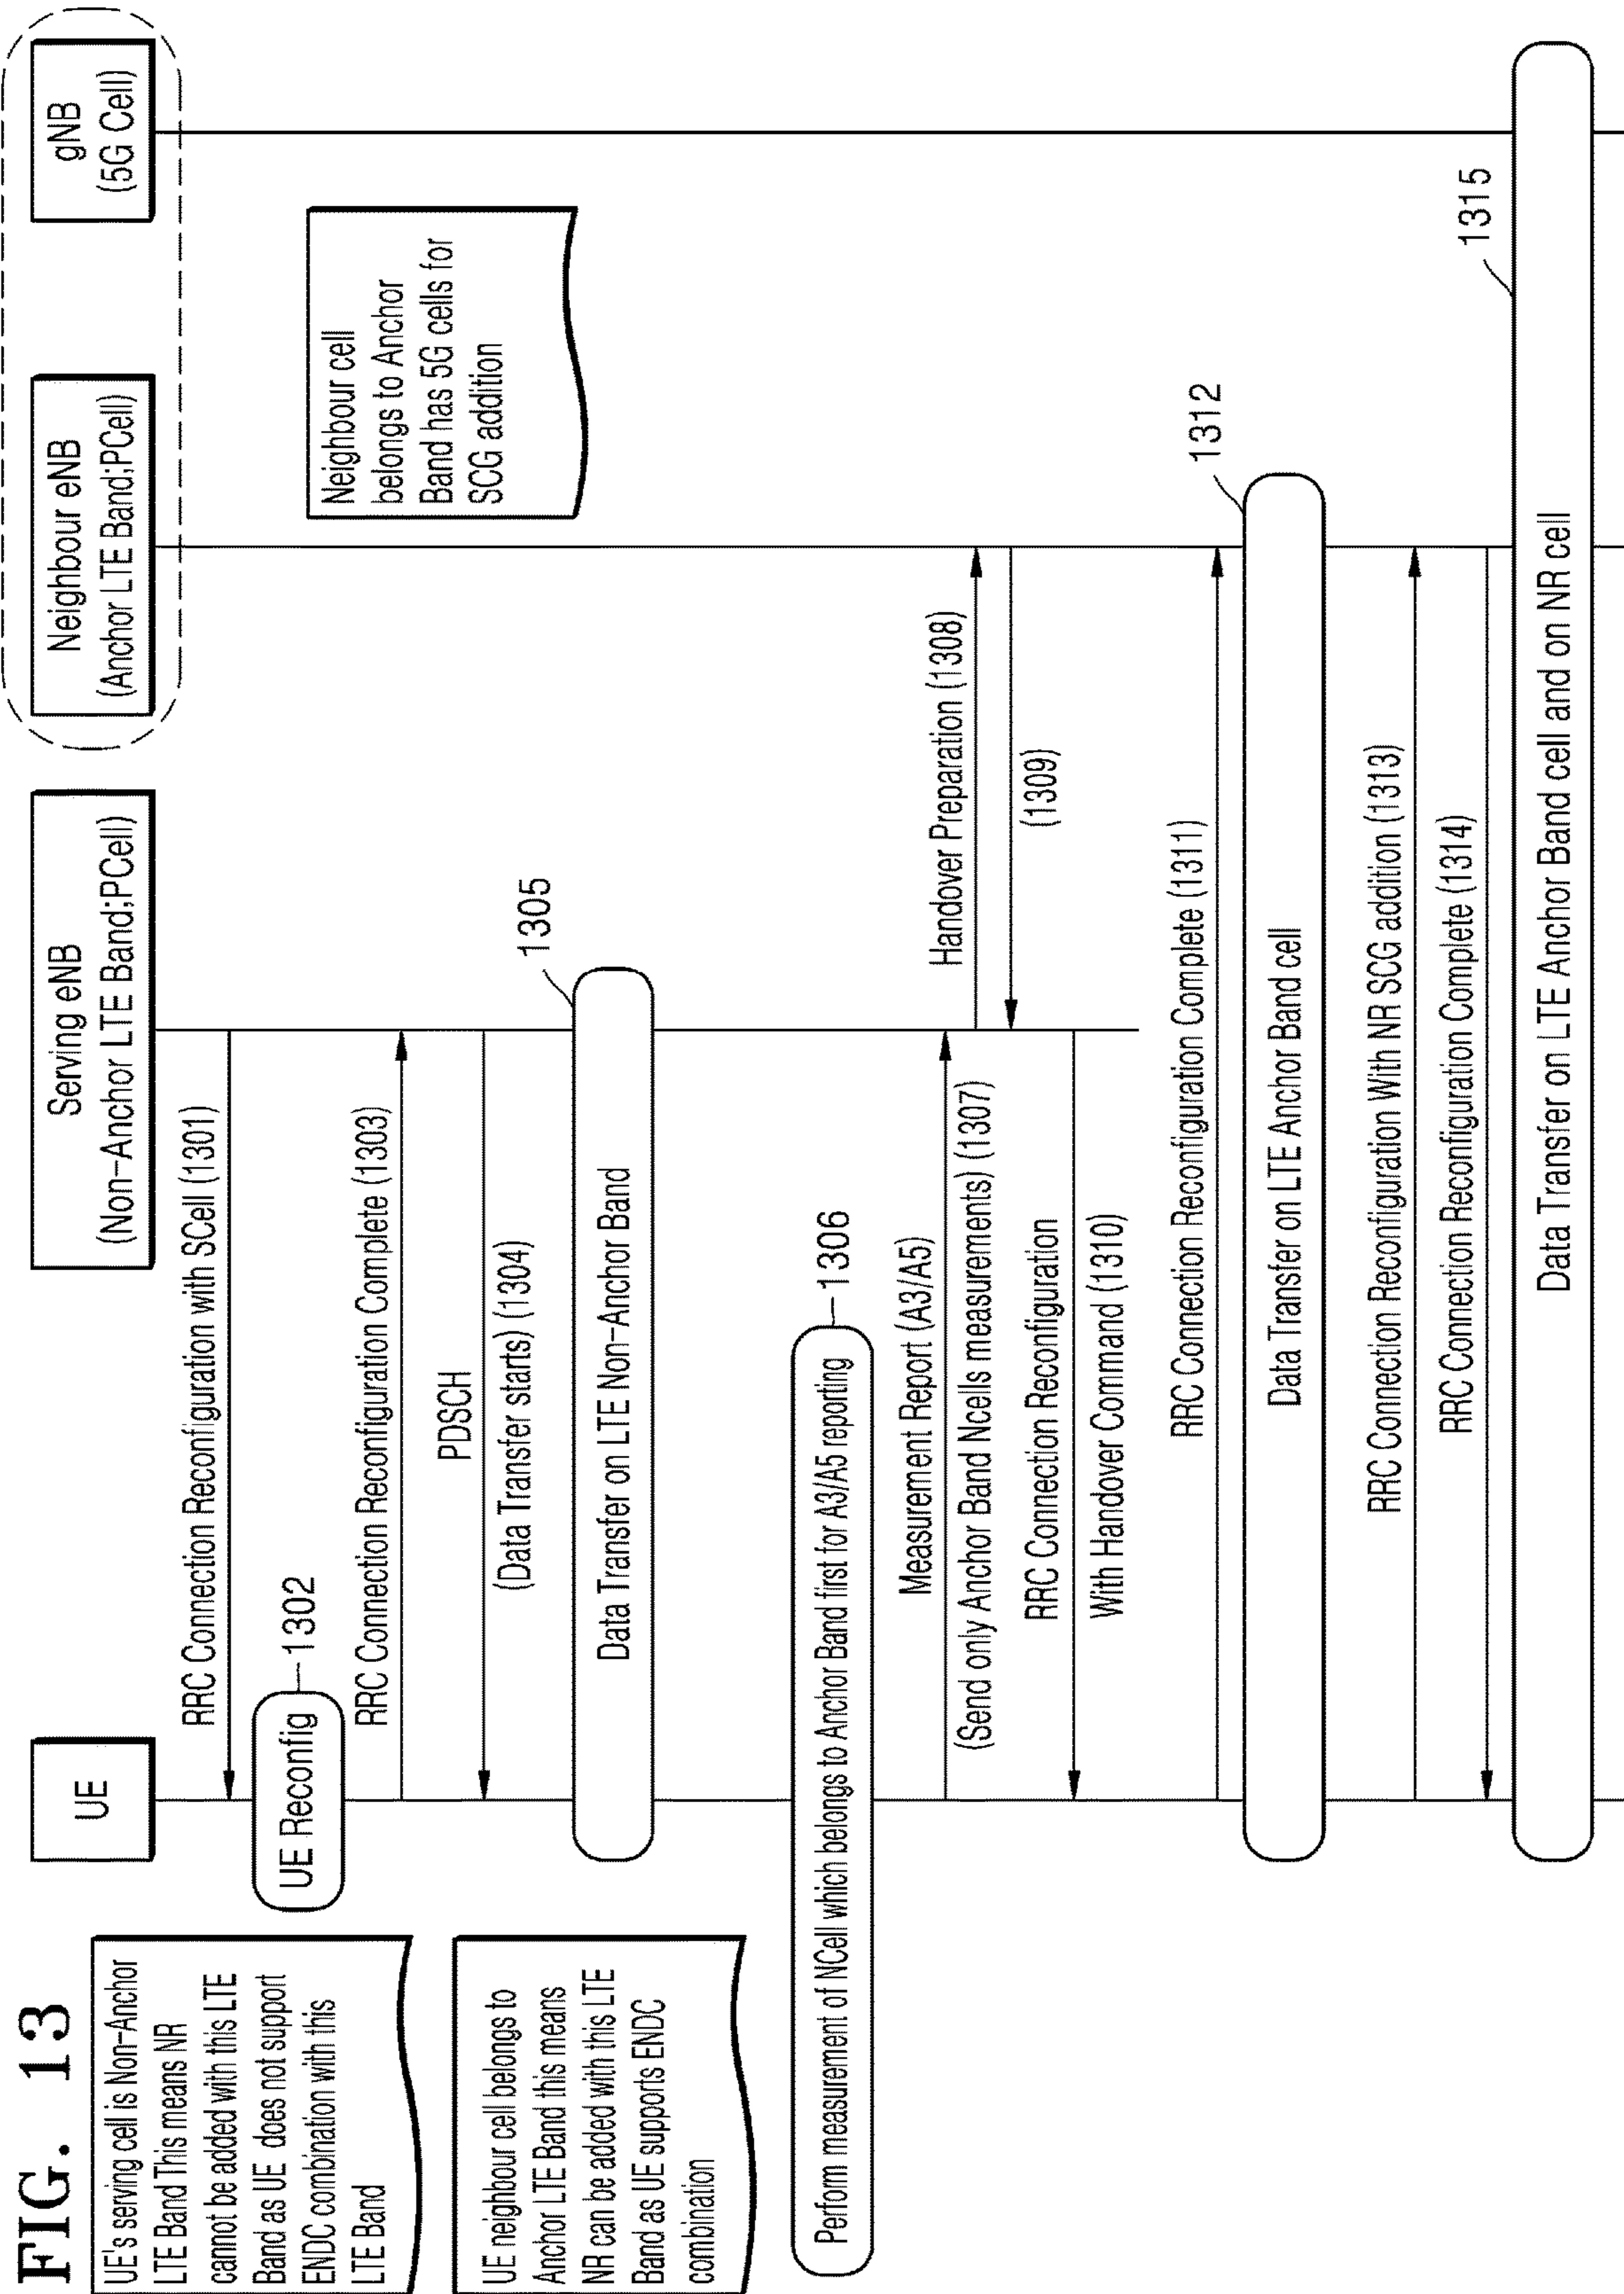 FIG. 13
UE
Serving eNB
(Non-Anchor LTE Band;PCell)
Neighbour eNB
(Anchor LTE Band;PCell)
gNB
(5G Cell)
UE's serving cell is Non-Anchor
LTE Band This means NR
cannot be added with this LTE
Band as UE does not support
ENDC combination with this
LTE Band
UE neighbour cell belongs to
Anchor LTE Band this means
NR can be added with this LTE
Band as UE supports ENDC
combination
Neighbour cell
belongs to Anchor
Band has 5G cells for
SCG addition
RRC Connection Reconfiguration with SCell (1301)
UE Reconfig
1302
RRC Connection Reconfiguration Complete (1303)
PDSCH
(Data Transfer starts) (1304)
1305
Data Transfer on LTE Non-Anchor Band
Perform measurement of NCell which belongs to Anchor Band first for A3/A5 reporting
1306
Measurement Report (A3/A5)
(Send only Anchor Band Ncells measurements) (1307)
Handover Preparation (1308)
(1309)
RRC Connection Reconfiguration
With Handover Command (1310)
RRC Connection Reconfiguration Complete (1311)
1312
Data Transfer on LTE Anchor Band cell
RRC Connection Reconfiguration With NR SCG addition (1313)
RRC Connection Reconfiguration Complete (1314)
1315
Data Transfer on LTE Anchor Band cell and on NR cell